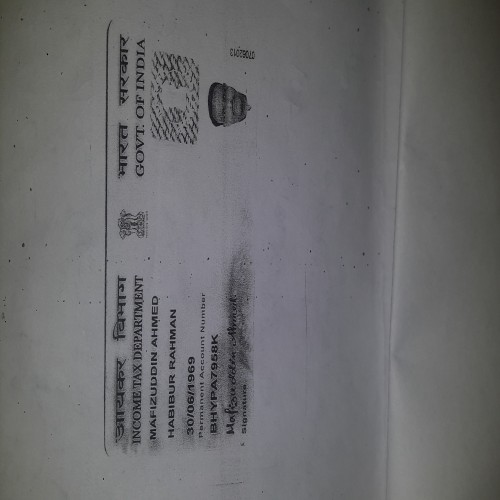 आयकर विभाग
INCOME TAX DEPARTMENT
भारत सरकार
GOVT. OF INDIA
MAFIZUDDIN AHMED
HABIBUR RAHMAN
30/06/1969
Permanent Account Number
BHYPA7958K
Mafizuddin Ahmed
Signature
07062013